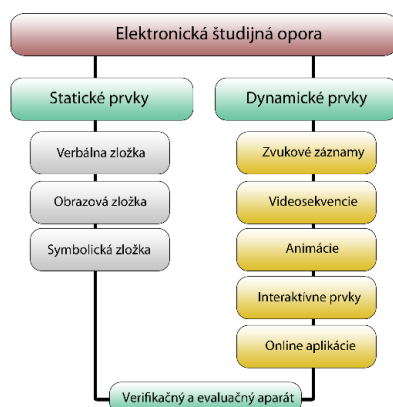 Elektronická študijná opora
Statické prvky
Dynamické prvky
Verbálna zložka
Zvukové záznamy
Obrazová zložka
Videosekvencie
Symbolická zložka
Animácie
Interaktívne prvky
Online aplikácie
Verifikačný a evaluačný aparát